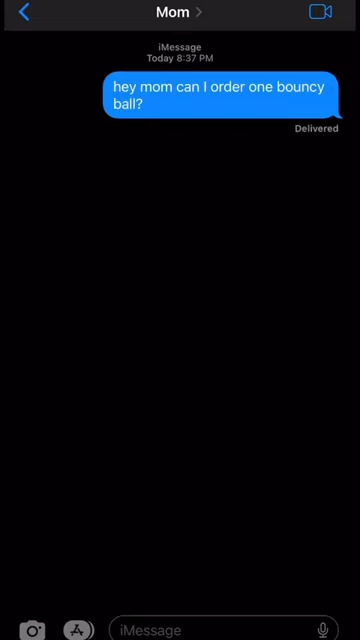 Mom
iMessage
Today 8:37 PM
hey mom can I order one bouncy
ball?
Delivered
iMessage